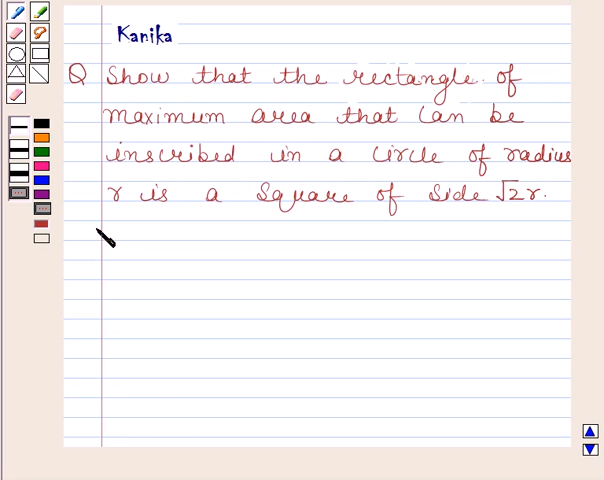 Kanika
Q Show that the rectangle of
maximum area that can be
inscribed in a circle of radius
r is a square of side √2r.